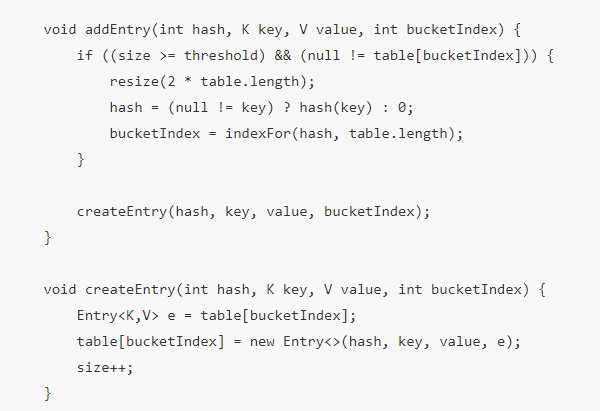 void addEntry(int hash, K key, V value, int bucketIndex) {
    if ((size >= threshold) && (null != table[bucketIndex])) {
        resize(2 * table.length);
        hash = (null != key) ? hash(key) : 0;
        bucketIndex = indexFor(hash, table.length);
    }

    createEntry(hash, key, value, bucketIndex);
}

void createEntry(int hash, K key, V value, int bucketIndex) {
    Entry<K,V> e = table[bucketIndex];
    table[bucketIndex] = new Entry<>(hash, key, value, e);
    size++;
}